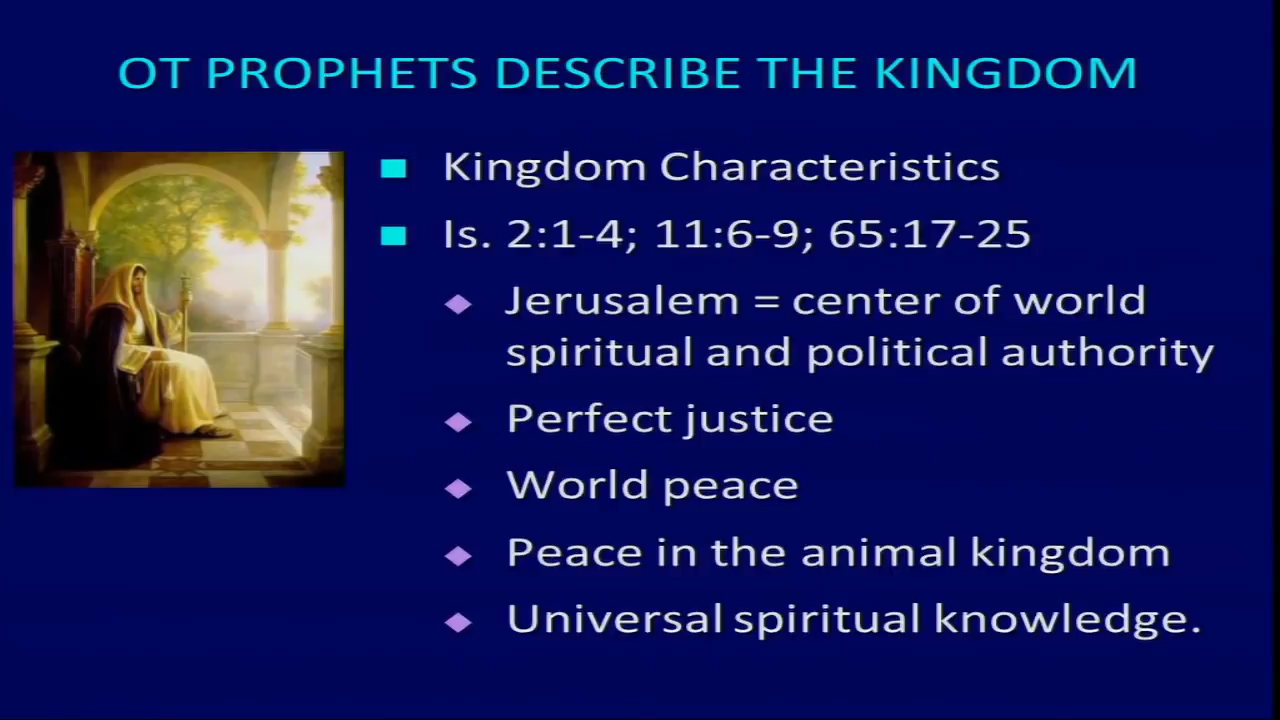 OT PROPHETS DESCRIBE THE KINGDOM
Kingdom Characteristics
Is. 2:1-4; 11:6-9; 65:17-25
Jerusalem = center of world
spiritual and political authority
Perfect justice
World peace
Peace in the animal kingdom
Universal spiritual knowledge.